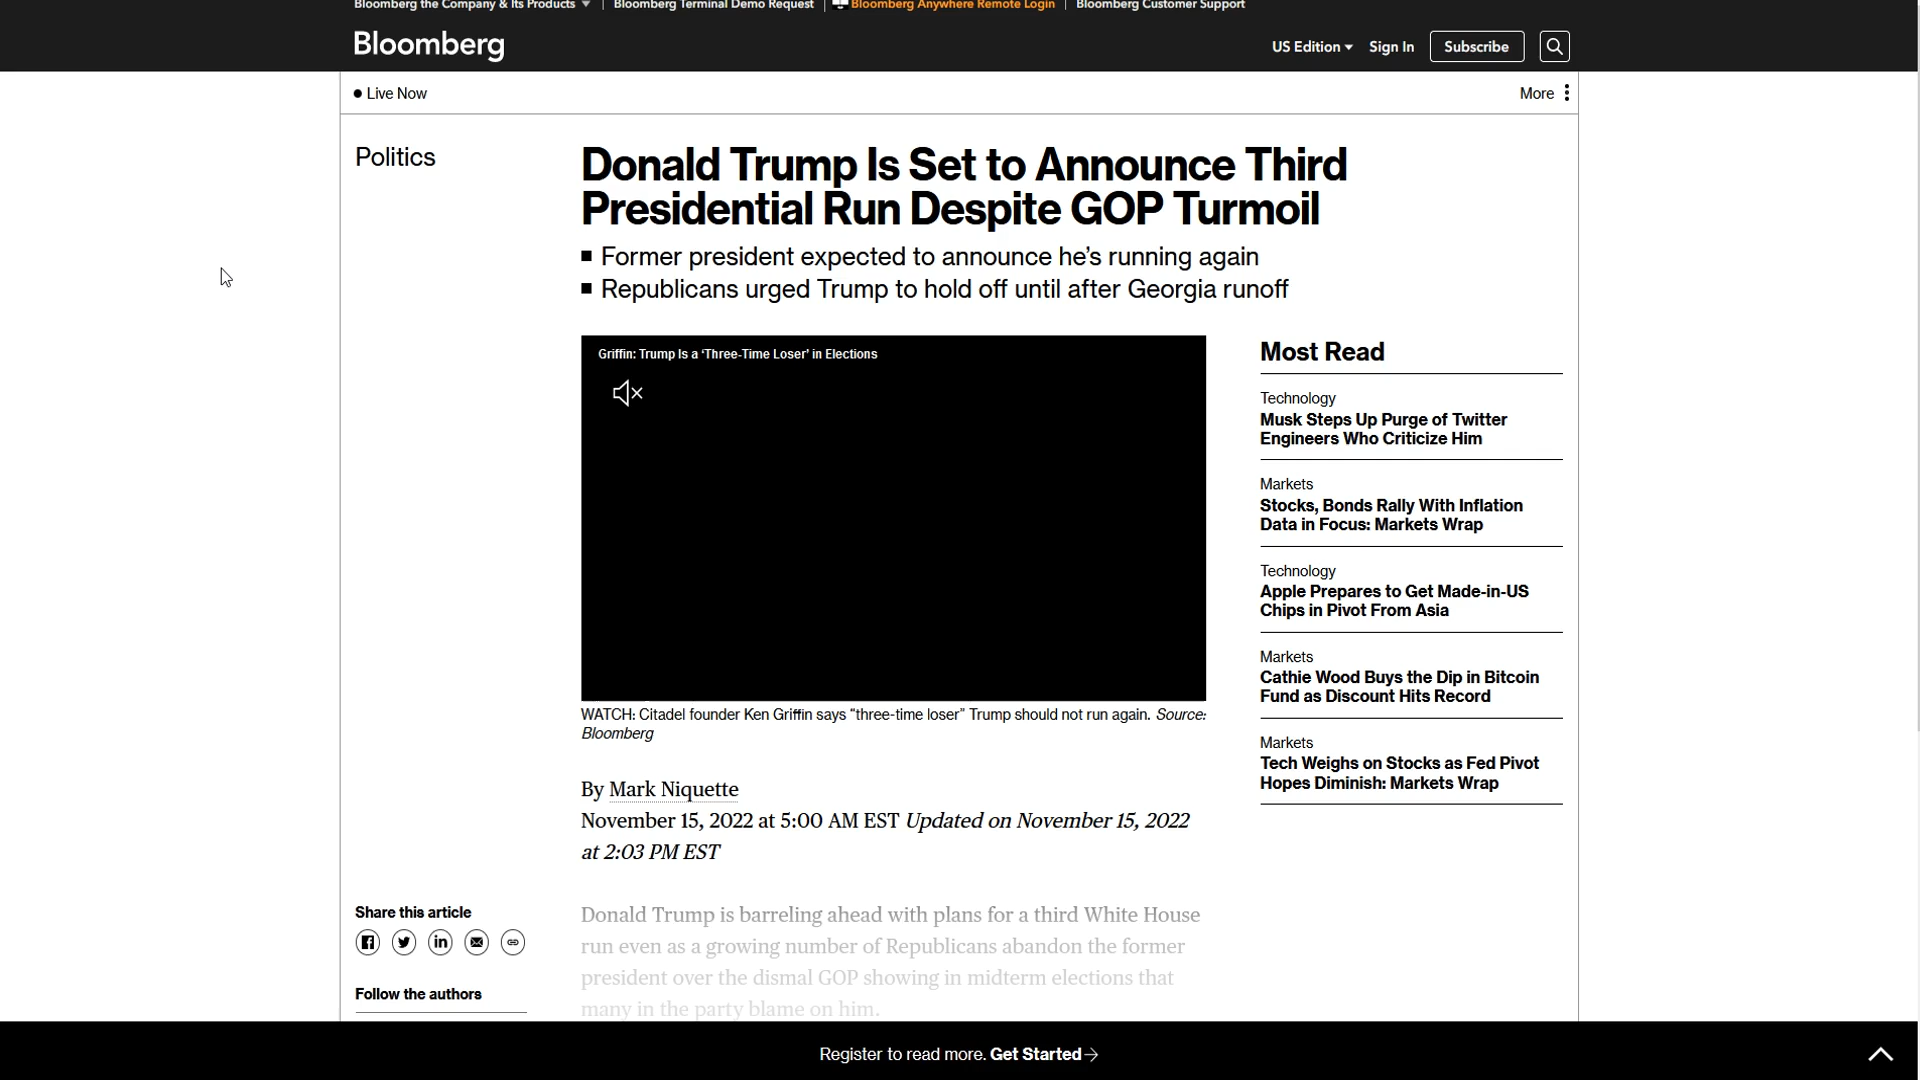 Bloomberg the Company & Its Products
Bloomberg Terminal Demo Request
Bloomberg Anywhere Remote Login
Bloomberg Customer Support
Bloomberg
US Edition
Sign In
Subscribe
Live Now
More
Politics
Donald Trump Is Set to Announce Third
Presidential Run Despite GOP Turmoil
Former president expected to announce he's running again
Republicans urged Trump to hold off until after Georgia runoff
Griffin: Trump Is a ‘Three-Time Loser’ in Elections
WATCH: Citadel founder Ken Griffin says “three-time loser” Trump should not run again. Source:
Bloomberg
By Mark Niquette
November 15, 2022 at 5:00 AM EST Updated on November 15, 2022
at 2:03 PM EST
Donald Trump is barreling ahead with plans for a third White House
run even as a growing number of Republicans abandon the former
president over the dismal GOP showing in midterm elections that
many in the party blame on him.
Most Read
Technology
Musk Steps Up Purge of Twitter
Engineers Who Criticize Him
Markets
Stocks, Bonds Rally With Inflation
Data in Focus: Markets Wrap
Technology
Apple Prepares to Get Made-in-US
Chips in Pivot From Asia
Markets
Cathie Wood Buys the Dip in Bitcoin
Fund as Discount Hits Record
Markets
Tech Weighs on Stocks as Fed Pivot
Hopes Diminish: Markets Wrap
Share this article
Follow the authors
Register to read more. Get Started